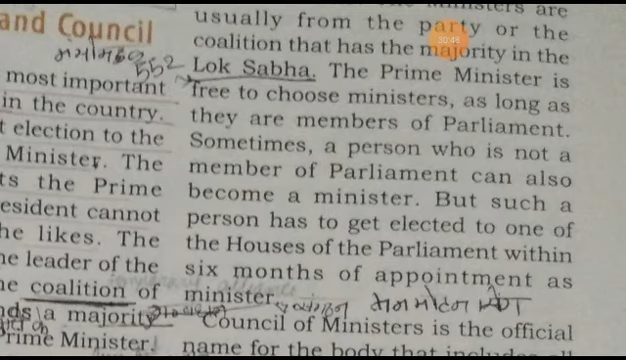 and Council
552
most important
in the country.
t election to the
Minister. The
ts the Prime
esident cannot
he likes. The
he leader of the
ne coalition of
nds a majority
Prime Minister.
usually from the party or the
coalition that has the majority in the
Lok Sabha. The Prime Minister is
free to choose ministers, as long as
they are members of Parliament.
Sometimes, a person who is not a
member of Parliament can also
become a minister. But such a
person has to get elected to one of
the Houses of the Parliament within
six months of appointment as
minister.
Council of Ministers is the official
name for the body that includes